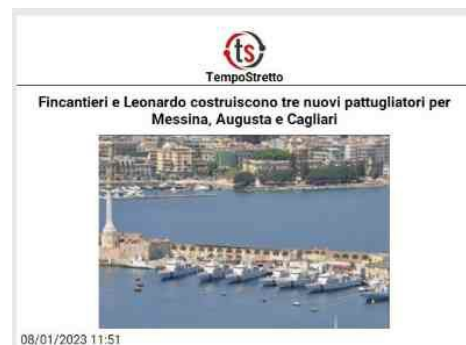 ts
TempoStretto
Fincantieri e Leonardo costruiscono tre nuovi pattugliatori per
Messina, Augusta e Cagliari
08/01/2023 11:51